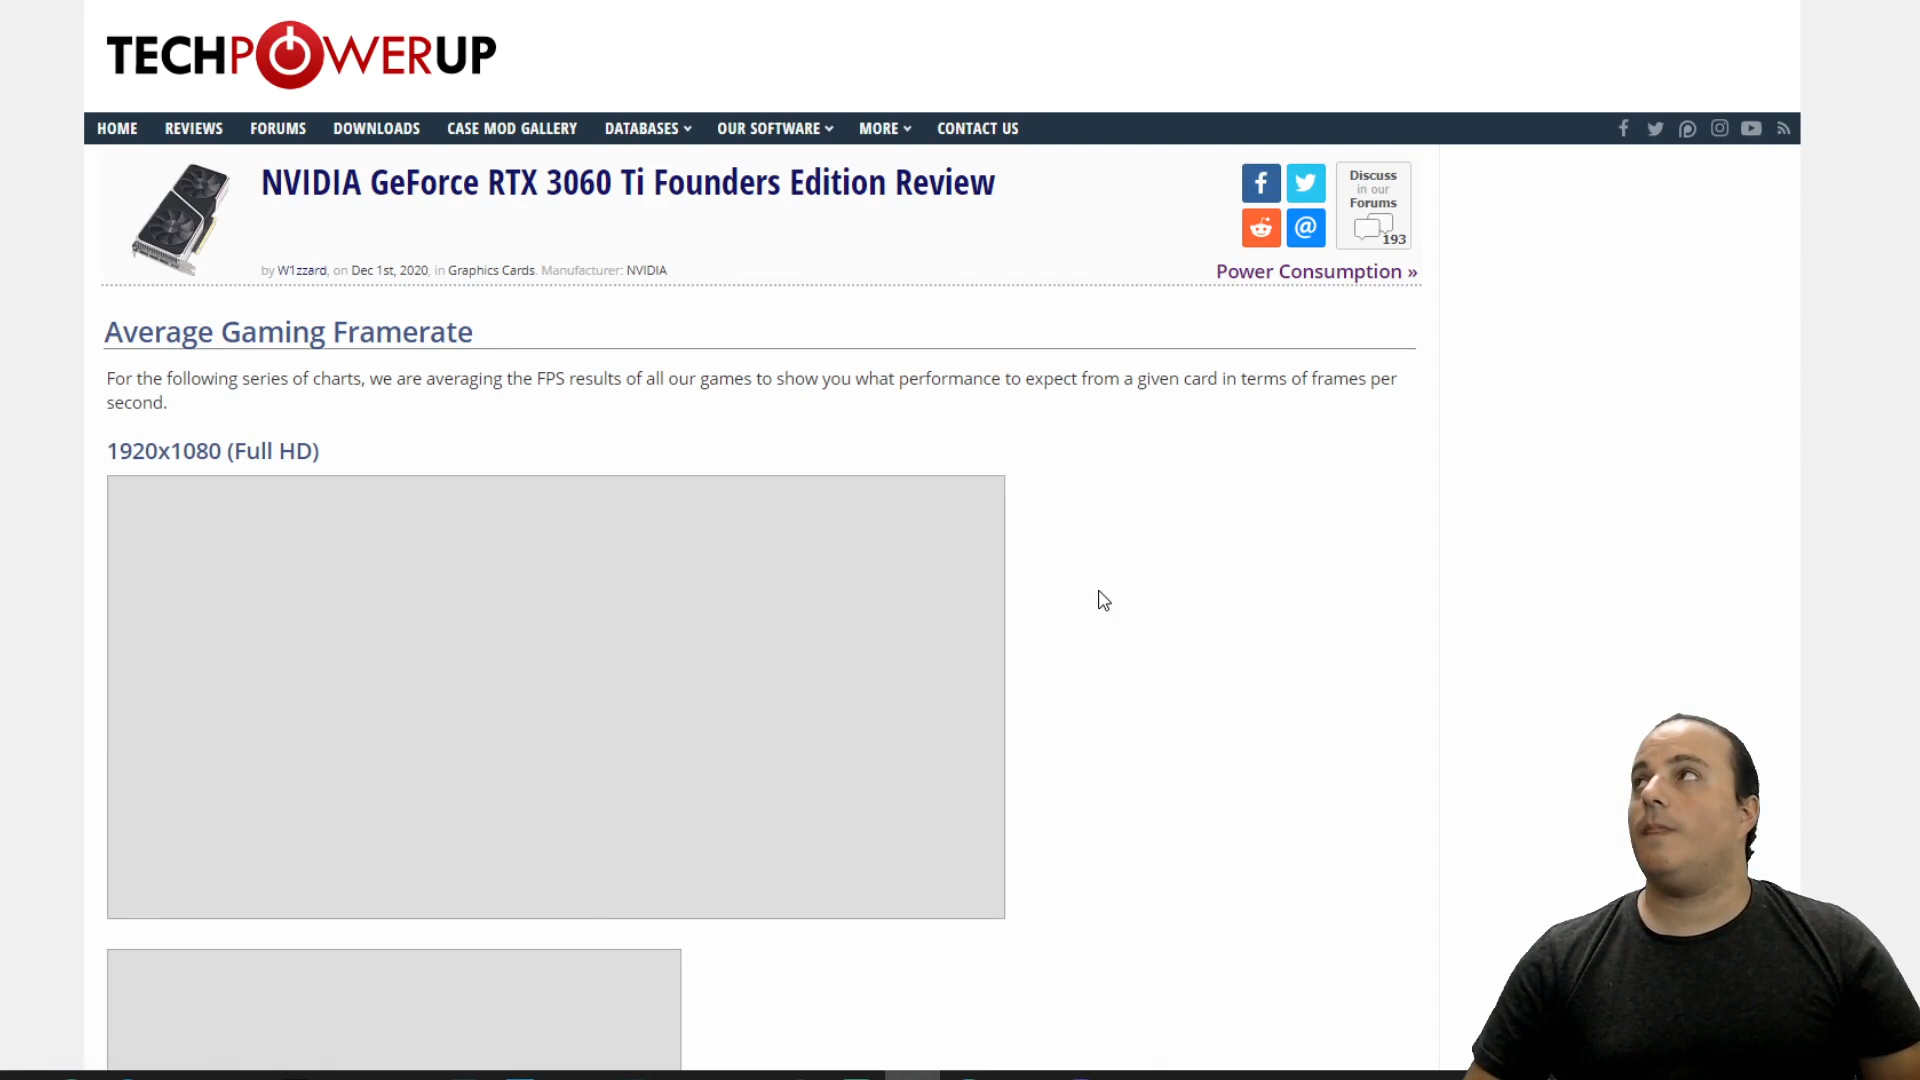 TECHPOWERUP
HOME REVIEWS FORUMS DOWNLOADS CASE MOD GALLERY DATABASES OUR SOFTWARE MORE CONTACT US
NVIDIA GeForce RTX 3060 Ti Founders Edition Review
Discuss
in our
Forums
193
by W1zzard, on Dec 1st, 2020, in Graphics Cards. Manufacturer: NVIDIA
Power Consumption »
Average Gaming Framerate
For the following series of charts, we are averaging the FPS results of all our games to show you what performance to expect from a given card in terms of frames per
second.
1920x1080 (Full HD)